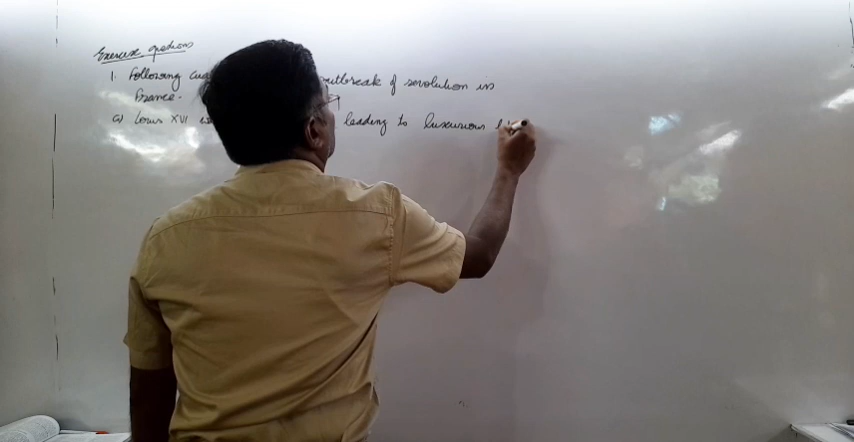 Exercise questions
1. Following outbreak of revolution in
France.
a) Louis XVI leading to luxurious